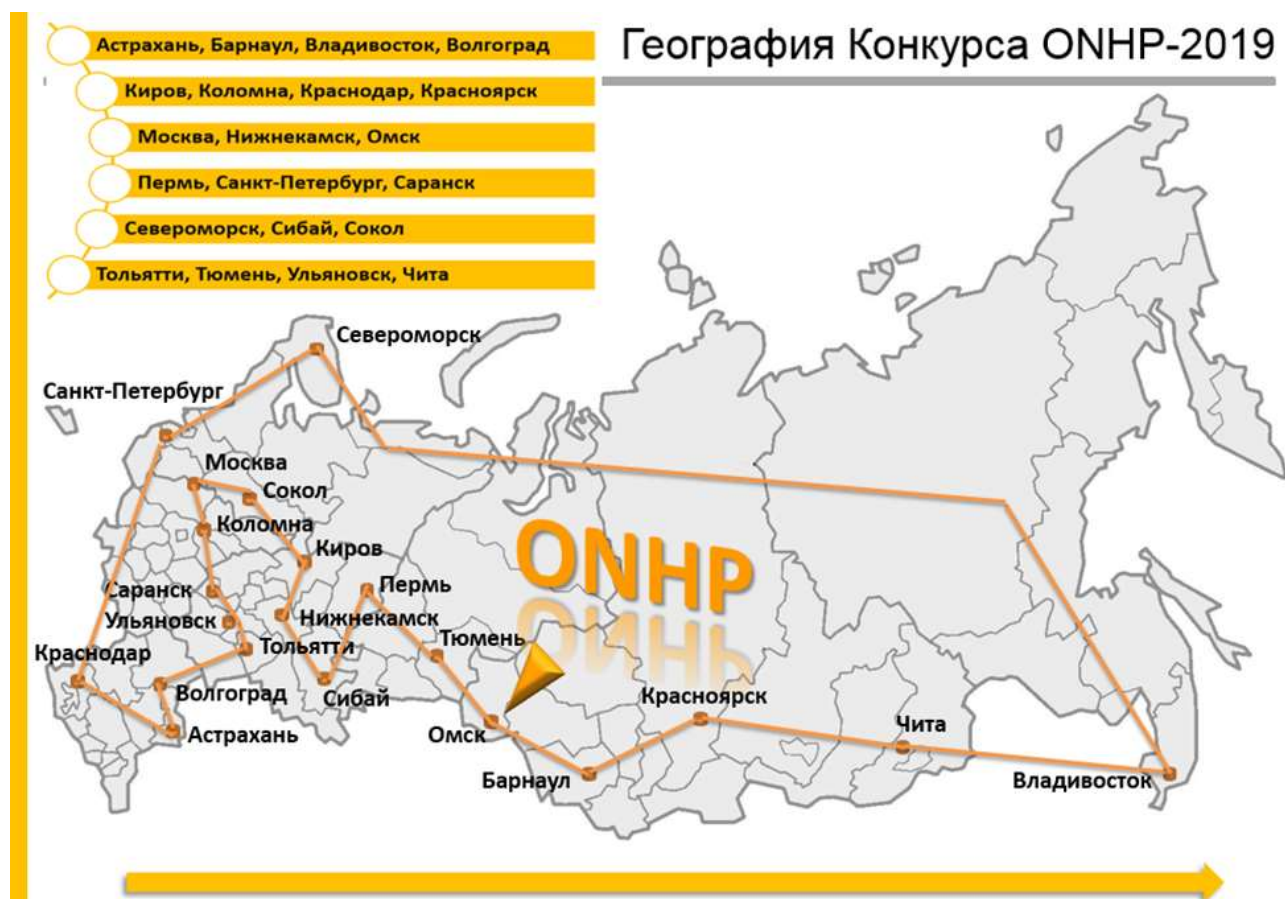 География Конкурса ONHP-2019
Астрахань, Барнаул, Владивосток, Волгоград
Киров, Коломна, Краснодар, Красноярск
Москва, Нижнекамск, Омск
Пермь, Санкт-Петербург, Саранск
Североморск, Сибай, Сокол
Тольятти, Тюмень, Ульяновск, Чита
Североморск
Санкт-Петербург
Москва
Сокол
Коломна
ONHP
Киров
Пермь
Саранск
Нижнекамск
Ульяновск
Тюмень
Тольятти
Краснодар
Волгоград
Сибай
Красноярск
Астрахань
Омск
Чита
Барнаул
Владивосток